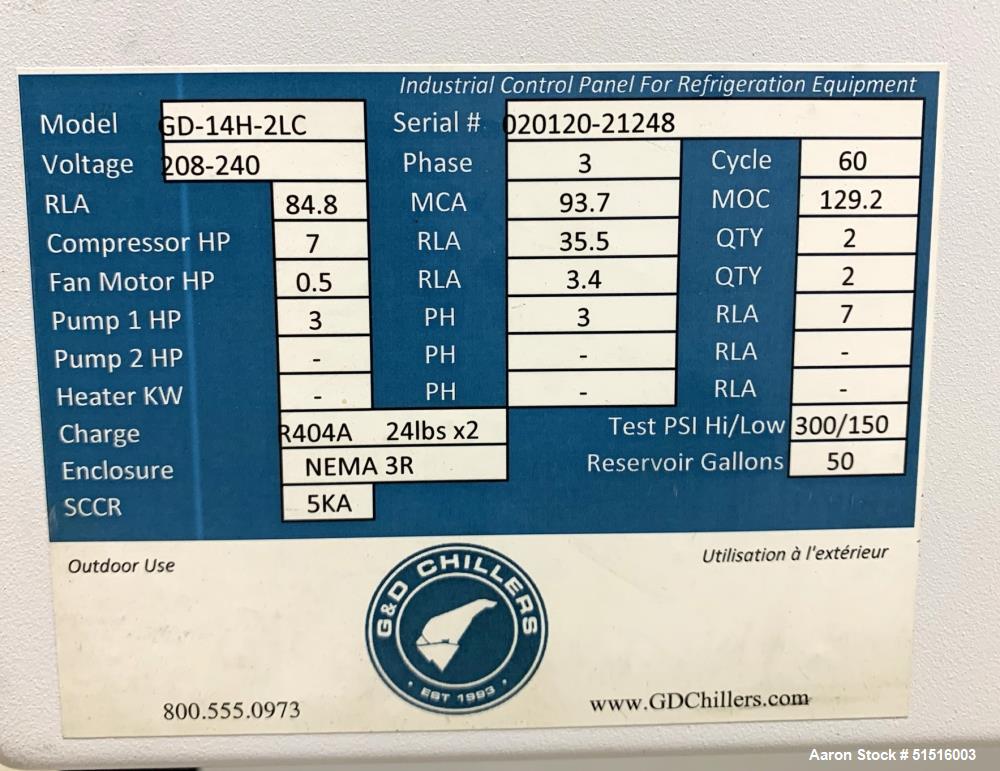 Industrial Control Panel For Refrigeration Equipment
Model GD-14H-2LC Serial # 020120-21248
Voltage 208-240 Phase 3 Cycle 60
RLA 84.8 MCA 93.7 MOC 129.2
Compressor HP 7 RLA 35.5 QTY 2
Fan Motor HP 0.5 RLA 3.4 QTY 2
Pump 1 HP 3 PH 3 RLA 7
Pump 2 HP - PH - RLA -
Heater KW - PH - RLA -
Charge R404A 24lbs x2 Test PSI Hi/Low 300/150
Enclosure NEMA 3R Reservoir Gallons 50
SCCR 5KA
Outdoor Use Utilisation à l'extérieur
G&D CHILLERS
· EST 1993 ·
800.555.0973 www.GDChillers.com
Aaron Stock # 51516003